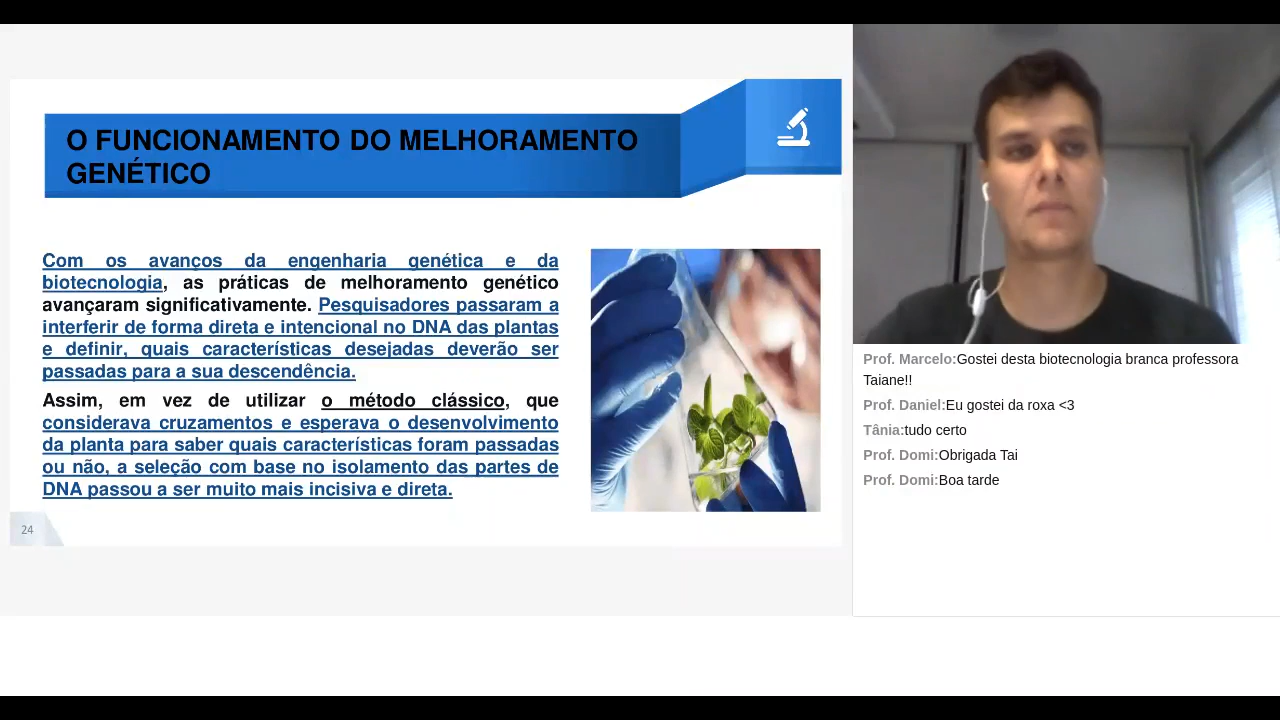 O FUNCIONAMENTO DO MELHORAMENTO
GENÉTICO
Com os avanços da engenharia genética e da
biotecnologia, as práticas de melhoramento genético
avançaram significativamente. Pesquisadores passaram a
interferir de forma direta e intencional no DNA das plantas
e definir, quais características desejadas deverão ser
passadas para a sua descendência.
Assim, em vez de utilizar o método clássico, que
considerava cruzamentos e esperava o desenvolvimento
da planta para saber quais características foram passadas
ou não, a seleção com base no isolamento das partes de
DNA passou a ser muito mais incisiva e direta.
24
Prof. Marcelo:Gostei desta biotecnologia branca professora
Taiane!!
Prof. Daniel:Eu gostei da roxa <3
Tânia:tudo certo
Prof. Domi:Obrigada Tai
Prof. Domi:Boa tarde